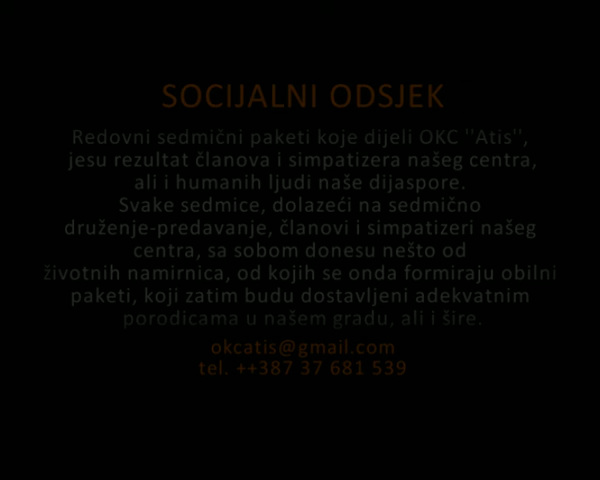 SOCIJALNI ODSJEK
Redovni sedmični paketi koje dijeli OKC "Atis",
jesu rezultat članova i simpatizera našeg centra,
ali i humanih ljudi naše dijaspore.
Svake sedmice, dolazeći na sedmično
druženje-predavanje, članovi i simpatizeri našeg
centra, sa sobom donesu nešto od
životnih namirnica, od kojih se onda formiraju obilni
paketi, koji zatim budu dostavljeni adekvatnim
porodicama u našem gradu, ali i šire.
okcatis@gmail.com
tel. ++387 37 681 539